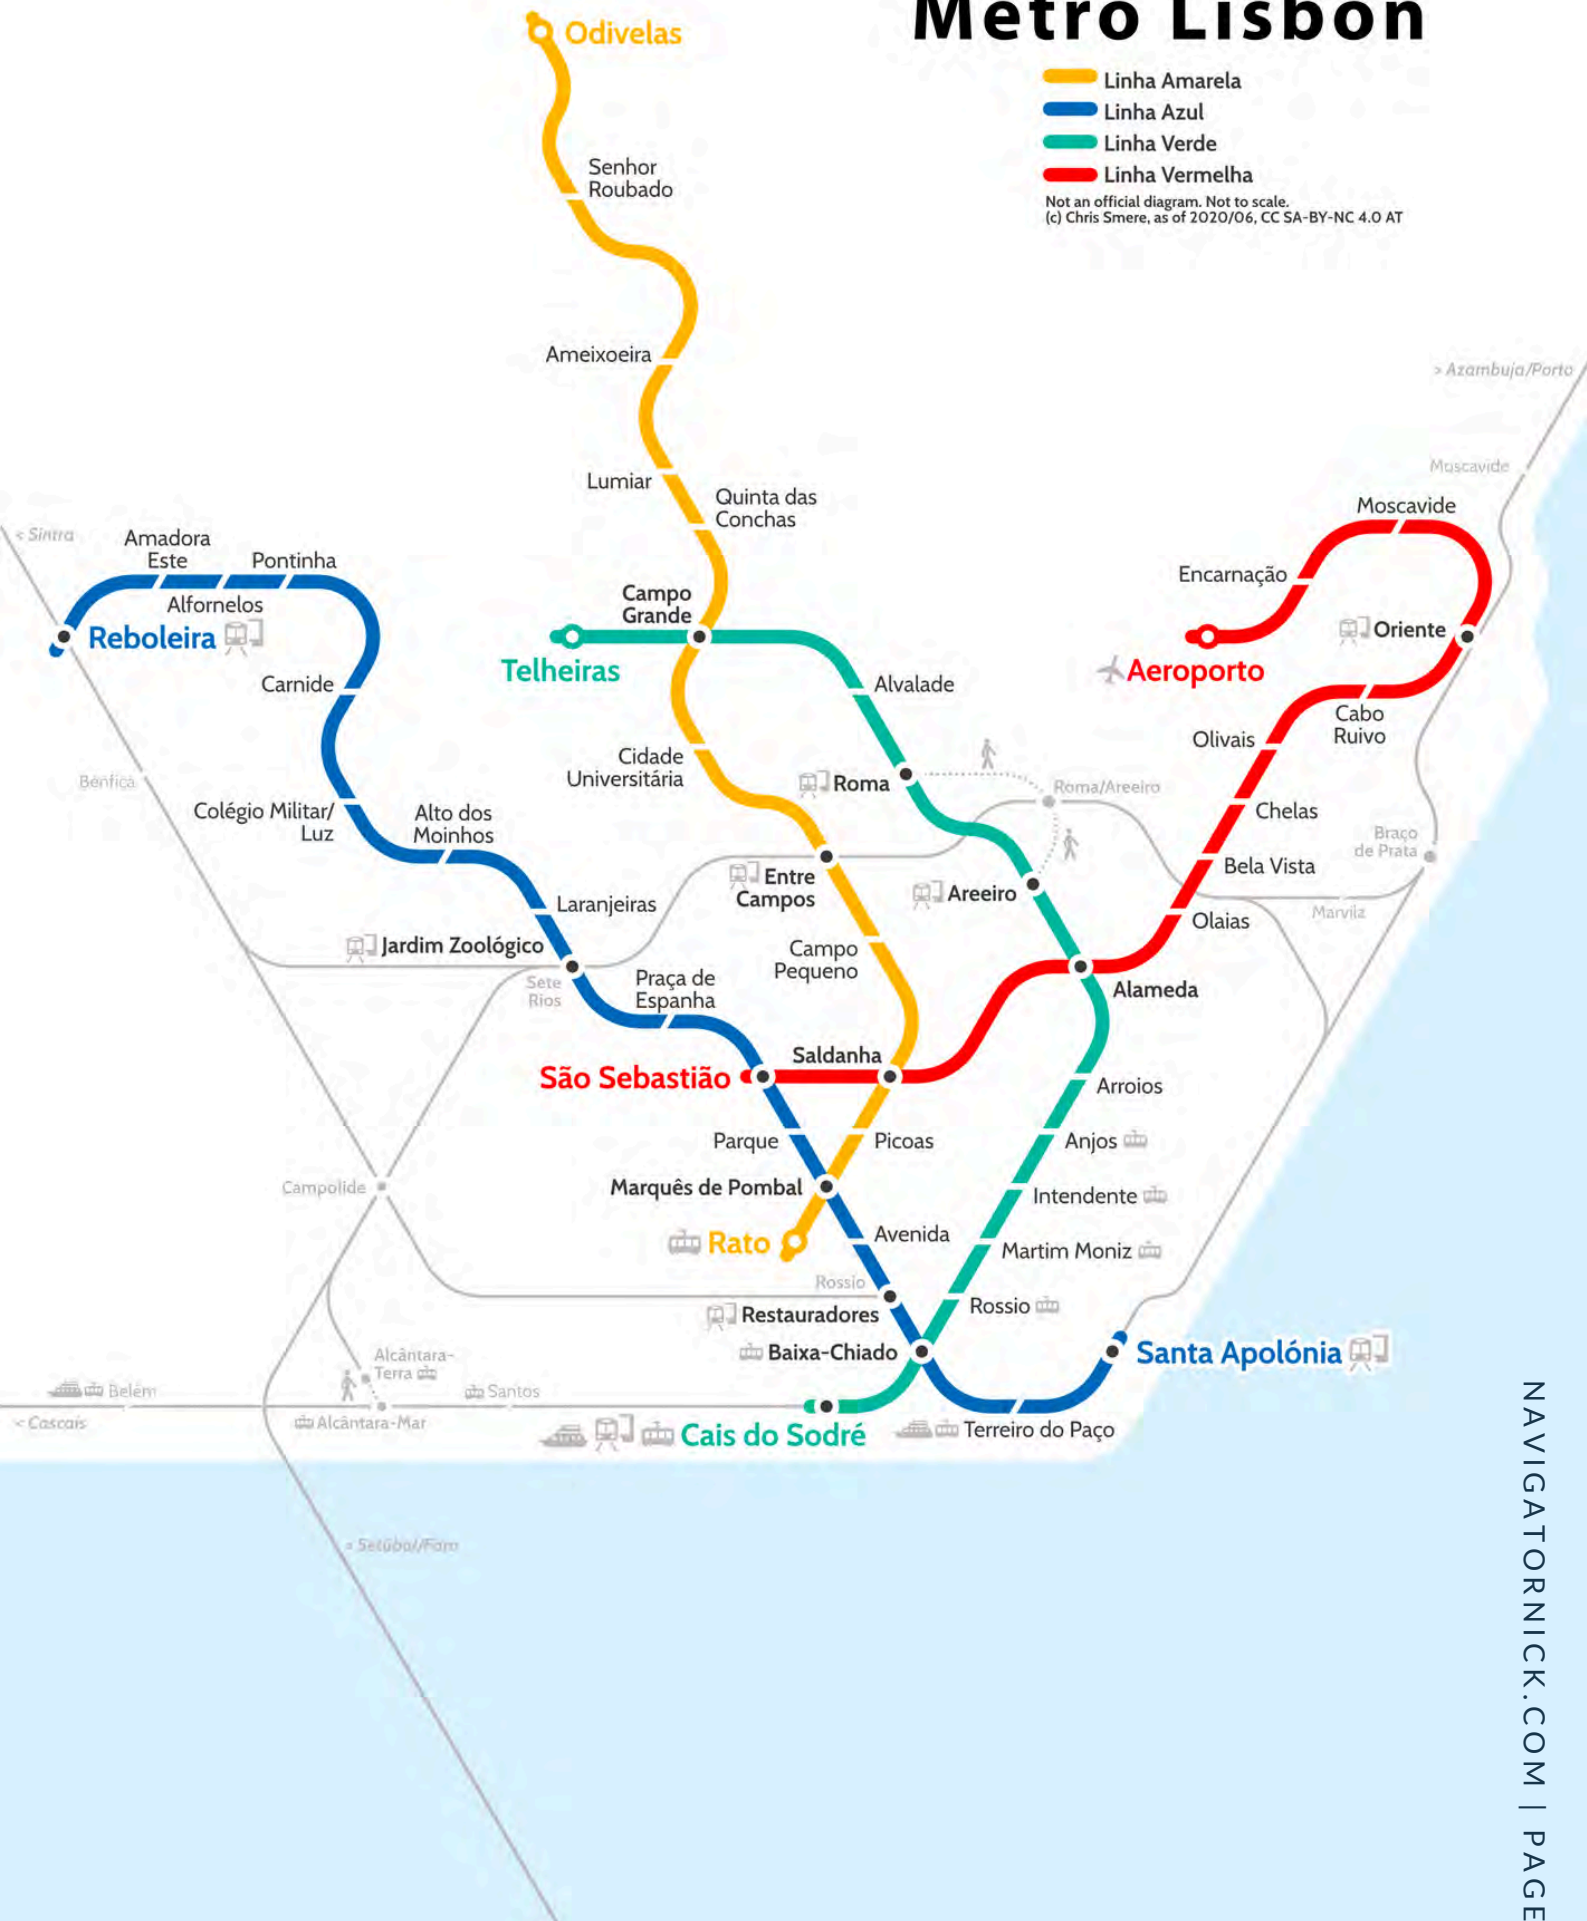 Metro Lisbon
Linha Amarela
Linha Azul
Linha Verde
Linha Vermelha
Not an official diagram. Not to scale.
(c) Chris Smere, as of 2020/06, CC SA-BY-NC 4.0 AT
Odivelas
Senhor
Roubado
Ameixoeira
Lumiar
Quinta das
Conchas
> Azambuja/Porto
Moscavide
Moscavide
Encarnação
Oriente
Aeroporto
Cabo
Ruivo
Olivais
Chelas
Bela Vista
Olaias
Braço
de Prata
Marvila
< Sintra
Amadora
Este
Pontinha
Alfornelos
Reboleira
Carnide
Benfica
Colégio Militar/
Luz
Alto dos
Moinhos
Laranjeiras
Jardim Zoológico
Sete
Rios
Praça de
Espanha
Campo
Grande
Telheiras
Alvalade
Cidade
Universitária
Roma
Roma/Areeiro
Entre
Campos
Areeiro
Campo
Pequeno
Alameda
Saldanha
São Sebastião
Arroios
Parque
Picoas
Anjos
Marquês de Pombal
Intendente
Campolide
Rato
Avenida
Martim Moniz
Rossio
Restauradores
Rossio
Baixa-Chiado
Santa Apolónia
Alcântara-
Terra
Belém
Santos
< Cascais
Alcântara-Mar
Cais do Sodré
Terreiro do Paço
Setúbal/Faro
NAVIGATORNICK.COM | PAGE